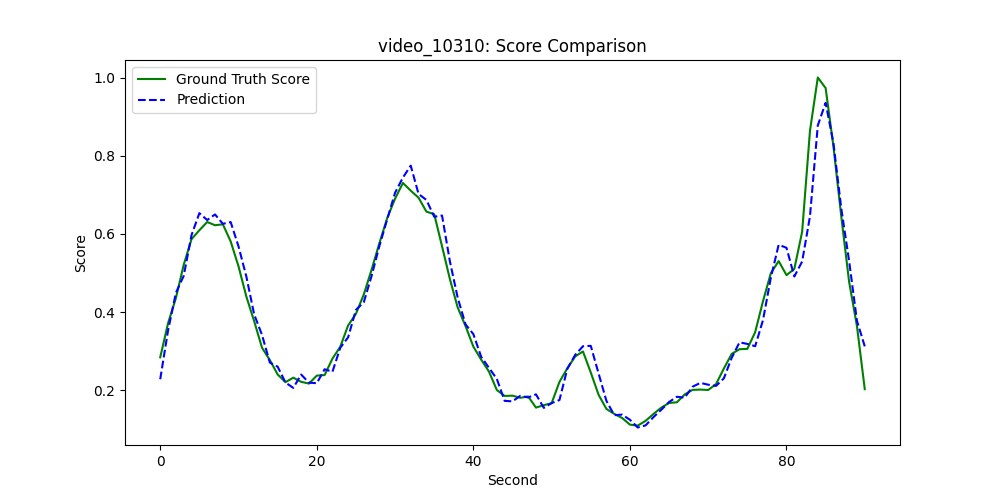 video_10310: Score Comparison
Ground Truth Score
Prediction
1.0
0.8
0.6
0.4
0.2
Score
0 20 40 60 80
Second